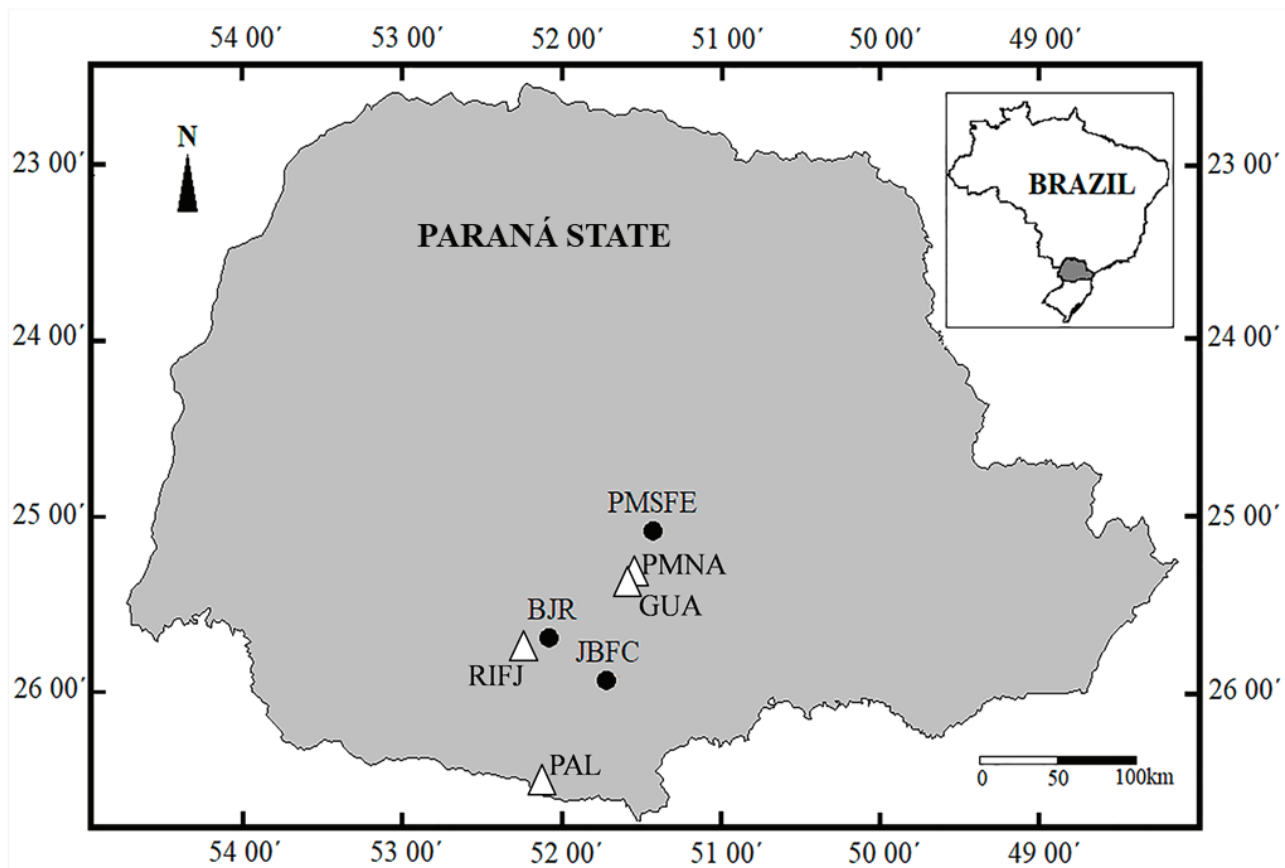 54 00´ 53 00´ 52 00´ 51 00´ 50 00´ 49 00´
N
23 00´ 23 00´
BRAZIL
PARANÁ STATE
24 00´ 24 00´
PMSFE
25 00´ 25 00´
PMNA
GUA
BJR
JBFC
RIFJ
26 00´ 26 00´
PAL
0 50 100km
54 00´ 53 00´ 52 00´ 51 00´ 50 00´ 49 00´